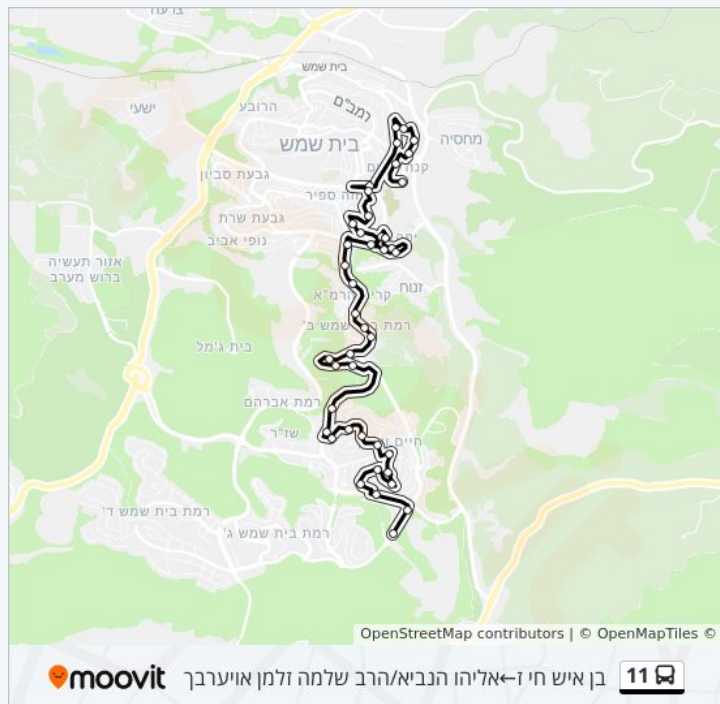 צרעה
בית שמש
רמב"ם
הרובע
ישעי
מחסיה
בית שמש
גבעת סביון
גבעת שרת
נופי אביב
אזור תעשיה
ברוש מערב
זנוח
רמת
שמש ב'
בית ג'מל
רמת אברהם
שז"ר
רמת בית שמש ד'
רמת בית שמש ג'
OpenStreetMap contributors | © OpenMapTiles ©
11
בן איש חי ז←אליהו הנביא/הרב שלמה זלמן אויערבך
moovit